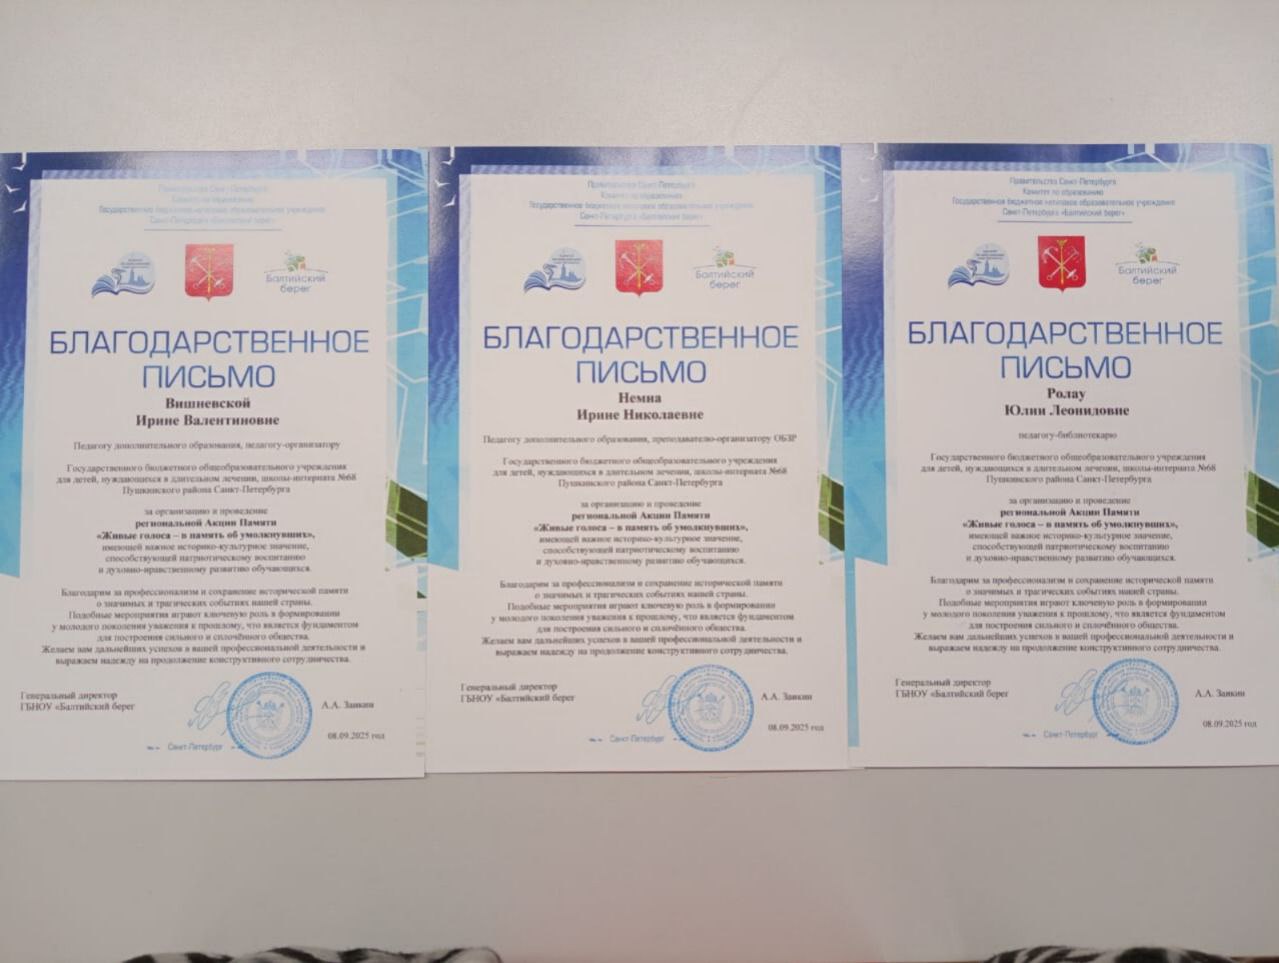 Правительство Санкт-Петербурга
Комитет по образованию
Государственное бюджетное нетиповое образовательное учреждение
Санкт-Петербурга «Балтийский берег»
Балтийский
берег
БЛАГОДАРСТВЕННОЕ
ПИСЬМО
Вишневской
Ирине Валентиновне
Педагогу дополнительного образования, педагогу-организатору
Государственного бюджетного общеобразовательного учреждения
для детей, нуждающихся в длительном лечении, школы-интерната №68
Пушкинского района Санкт-Петербурга
за организацию и проведение
региональной Акции Памяти
«Живые голоса – в память об умолкнувших»,
имеющей важное историко-культурное значение,
способствующей патриотическому воспитанию
и духовно-нравственному развитию обучающихся.
Благодарим за профессионализм и сохранение исторической памяти
о значимых и трагических событиях нашей страны.
Подобные мероприятия играют ключевую роль в формировании
у молодого поколения уважения к прошлому, что является фундаментом
для построения сильного и сплочённого общества.
Желаем вам дальнейших успехов в вашей профессиональной деятельности и
выражаем надежду на продолжение конструктивного сотрудничества.
Генеральный директор
ГБНОУ «Балтийский берег
А.А. Заикин
08.09.2025 год
Санкт-Петербург
Правительство Санкт-Петербурга
Комитет по образованию
Государственное бюджетное нетиповое образовательное учреждение
Санкт-Петербурга «Балтийский берег»
Балтийский
берег
БЛАГОДАРСТВЕННОЕ
ПИСЬМО
Немна
Ирине Николаевне
Педагогу дополнительного образования, преподавателю-организатору ОБЗР
Государственного бюджетного общеобразовательного учреждения
для детей, нуждающихся в длительном лечении, школы-интерната №68
Пушкинского района Санкт-Петербурга
за организацию и проведение
региональной Акции Памяти
«Живые голоса – в память об умолкнувших»,
имеющей важное историко-культурное значение,
способствующей патриотическому воспитанию
и духовно-нравственному развитию обучающихся.
Благодарим за профессионализм и сохранение исторической памяти
о значимых и трагических событиях нашей страны.
Подобные мероприятия играют ключевую роль в формировании
у молодого поколения уважения к прошлому, что является фундаментом
для построения сильного и сплочённого общества.
Желаем вам дальнейших успехов в вашей профессиональной деятельности и
выражаем надежду на продолжение конструктивного сотрудничества.
Генеральный директор
ГБНОУ «Балтийский берег
А.А. Заикин
08.09.2025 год
Санкт-Петербург
Правительство Санкт-Петербурга
Комитет по образованию
Государственное бюджетное нетиповое образовательное учреждение
Санкт-Петербурга «Балтийский берег»
Балтийский
берег
БЛАГОДАРСТВЕННОЕ
ПИСЬМО
Ролау
Юлии Леонидовне
педагогу-библиотекарю
Государственного бюджетного общеобразовательного учреждения
для детей, нуждающихся в длительном лечении, школы-интерната №68
Пушкинского района Санкт-Петербурга
за организацию и проведение
региональной Акции Памяти
«Живые голоса – в память об умолкнувших»,
имеющей важное историко-культурное значение,
способствующей патриотическому воспитанию
и духовно-нравственному развитию обучающихся.
Благодарим за профессионализм и сохранение исторической памяти
о значимых и трагических событиях нашей страны.
Подобные мероприятия играют ключевую роль в формировании
у молодого поколения уважения к прошлому, что является фундаментом
для построения сильного и сплочённого общества.
Желаем вам дальнейших успехов в вашей профессиональной деятельности и
выражаем надежду на продолжение конструктивного сотрудничества.
Генеральный директор
ГБНОУ «Балтийский берег
А.А. Заикин
08.09.2025 год
Санкт-Петербург